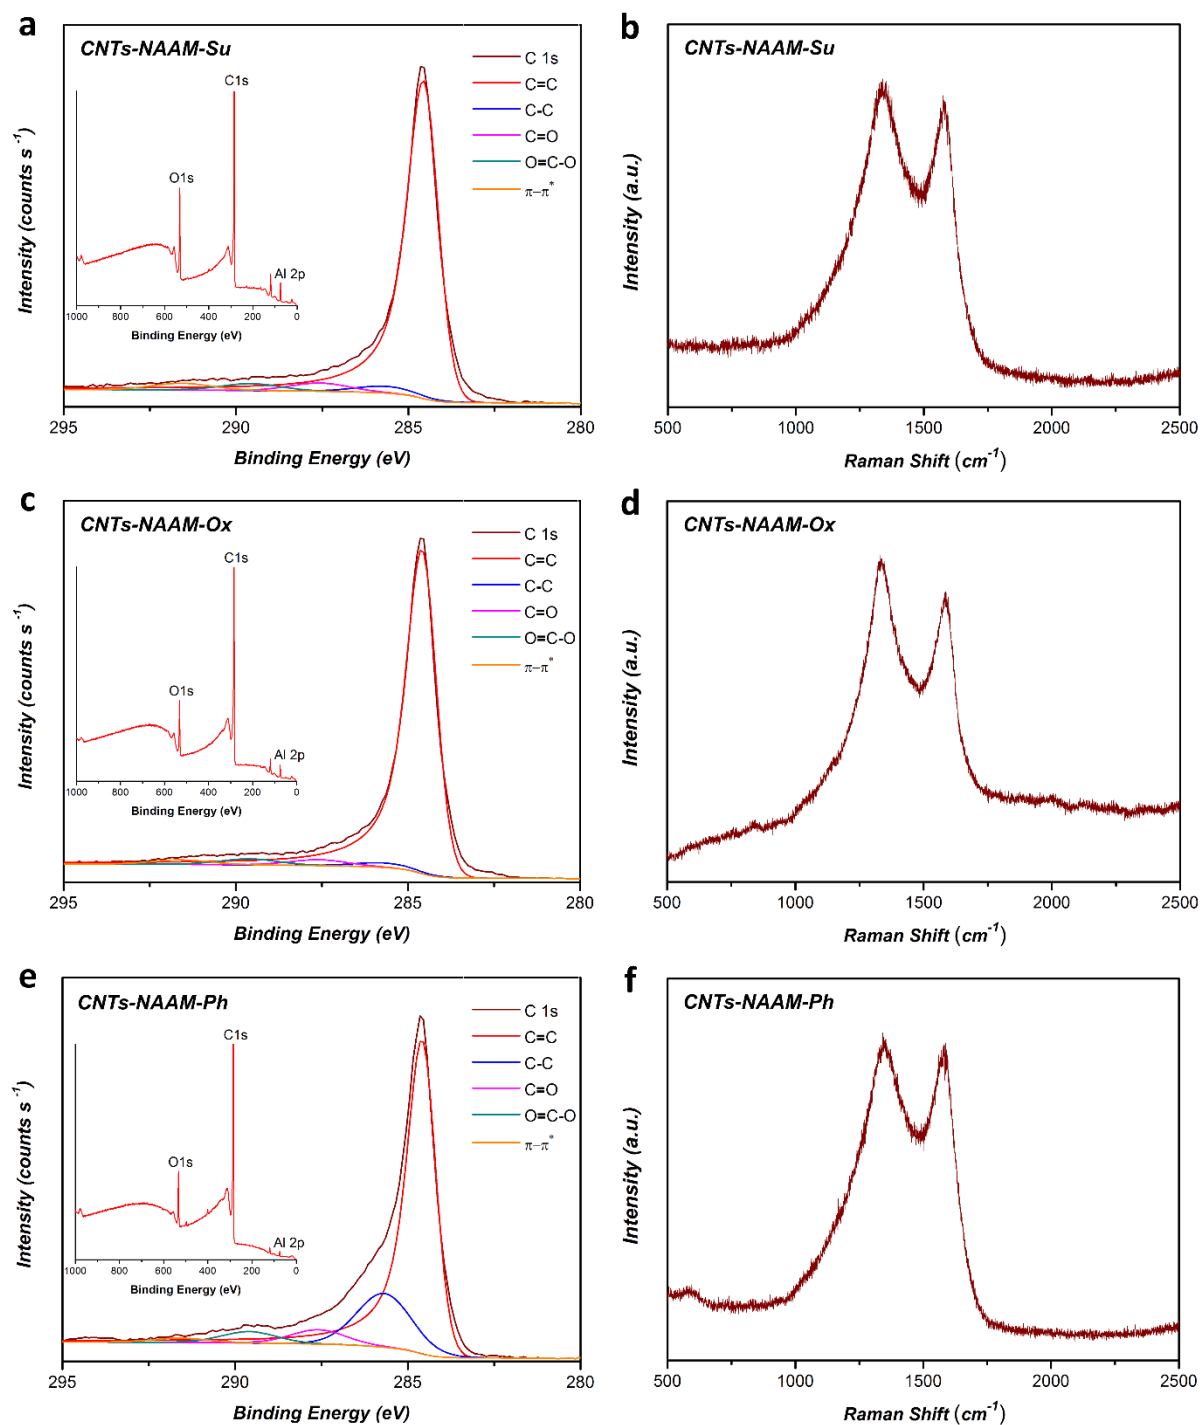 a
CNTs-NAAM-Su
C 1s
C=C
C-C
C=O
O=C-O
π–π*
C1s
O1s
Al 2p
1000 800 600 400 200 0
Binding Energy (eV)
Intensity (counts s -1)
295 290 285 280
Binding Energy (eV)
b
CNTs-NAAM-Su
Intensity (a.u.)
500 1000 1500 2000 2500
Raman Shift (cm-1)
c
CNTs-NAAM-Ox
C 1s
C=C
C-C
C=O
O=C-O
π–π*
C1s
O1s
Al 2p
1000 800 600 400 200 0
Binding Energy (eV)
Intensity (counts s -1)
295 290 285 280
Binding Energy (eV)
d
CNTs-NAAM-Ox
Intensity (a.u.)
500 1000 1500 2000 2500
Raman Shift (cm-1)
e
CNTs-NAAM-Ph
C 1s
C=C
C-C
C=O
O=C-O
π–π*
C1s
O1s
Al 2p
1000 800 600 400 200 0
Binding Energy (eV)
Intensity (counts s -1)
295 290 285 280
Binding Energy (eV)
f
CNTs-NAAM-Ph
Intensity (a.u.)
500 1000 1500 2000 2500
Raman Shift (cm-1)